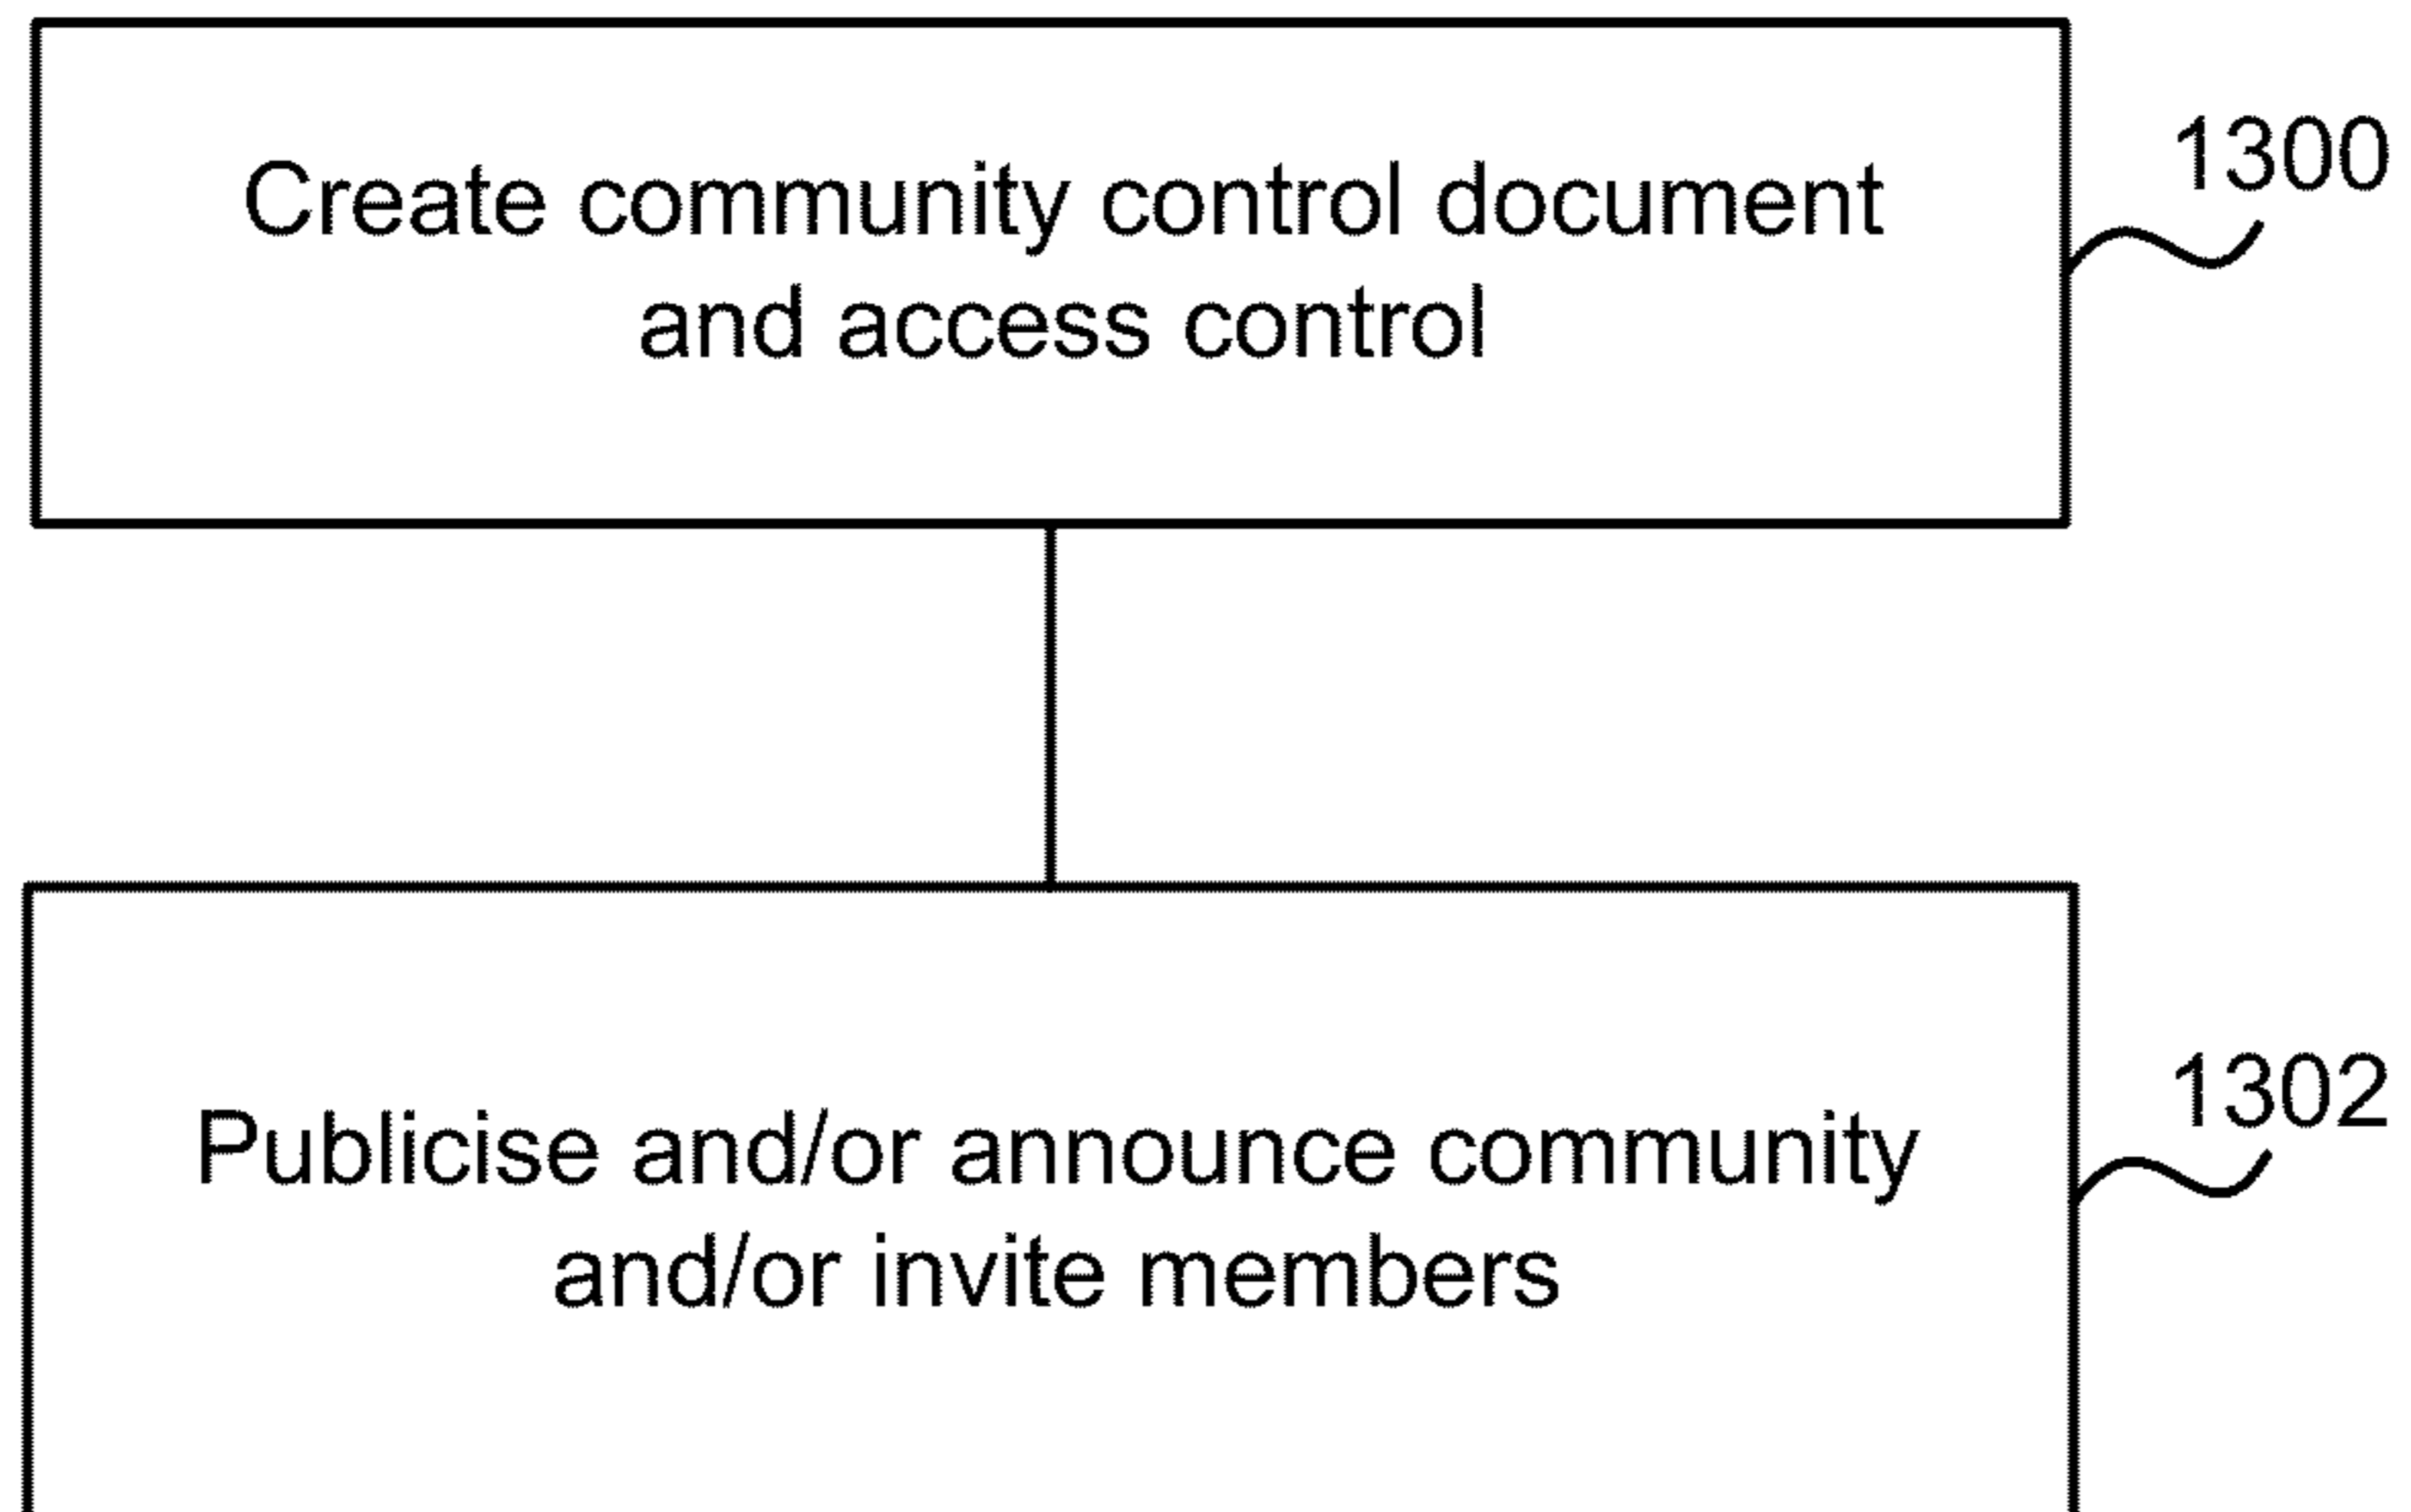 Create community control document
and access control
1300
Publicise and/or announce community
and/or invite members
1302